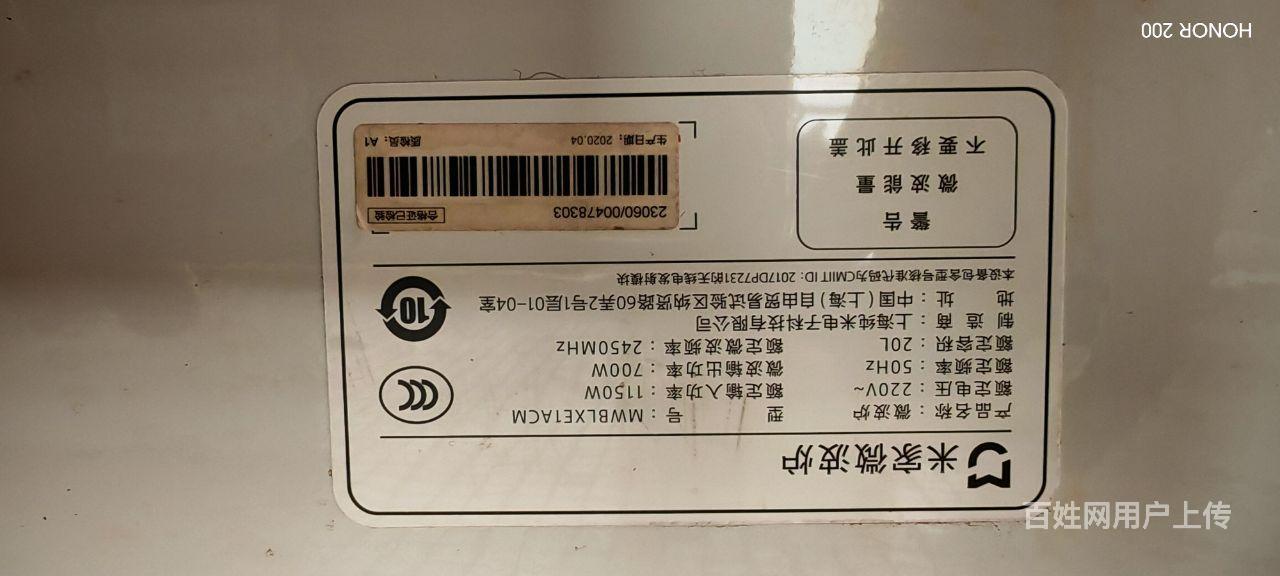 米家微波炉
产品名称：微波炉 型 号：MWBLXE1ACM
额定电压：220V~ 额定输入功率：1150W
额定频率：50Hz 微波输出功率：700W
额定容积：20L 额定微波频率：2450MHz
制 造 商：上海纯米电子科技有限公司
地 址：中国（上海）自由贸易试验区纳贤路60弄2号1层01-04室
本设备包含型号核准代码为CMIIT ID：2017DP7231的无线电发射模块
CCC
10
警告
微波能量
不要移开此盖
23060/00478303 合格证已检验
生产日期：2020.04 质检员：A1
HONOR 200
百姓网用户上传